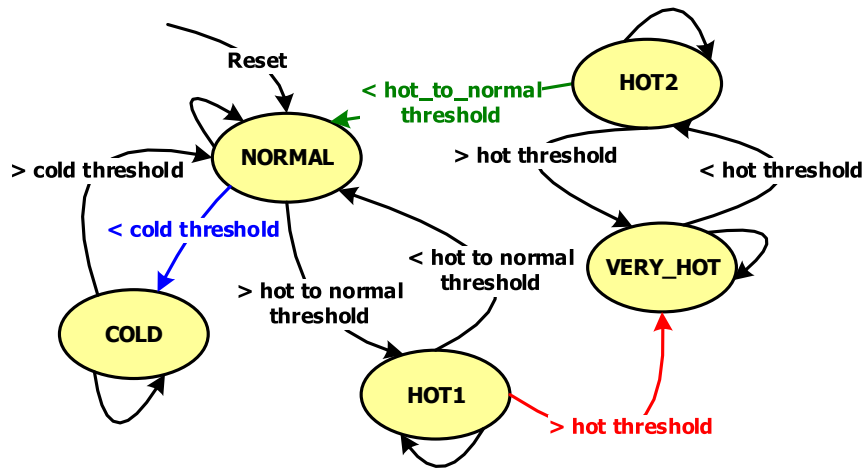 Reset
HOT2
< hot_to_normal
threshold
NORMAL
> hot threshold
< hot threshold
> cold threshold
< cold threshold
< hot to normal
threshold
VERY_HOT
> hot to normal
threshold
COLD
HOT1
> hot threshold